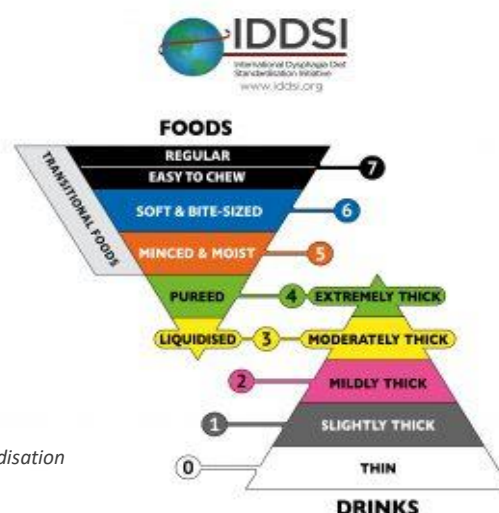 IDDSI
International Dysphagia Diet
Standardisation Initiative
www.iddsi.org
FOODS
TRANSITIONAL FOODS
REGULAR
EASY TO CHEW
7
SOFT & BITE-SIZED
6
MINCED & MOIST
5
PUREED
4
EXTREMELY THICK
LIQUIDISED
3
MODERATELY THICK
2
MILDLY THICK
1
SLIGHTLY THICK
disation
0
THIN
DRINKS